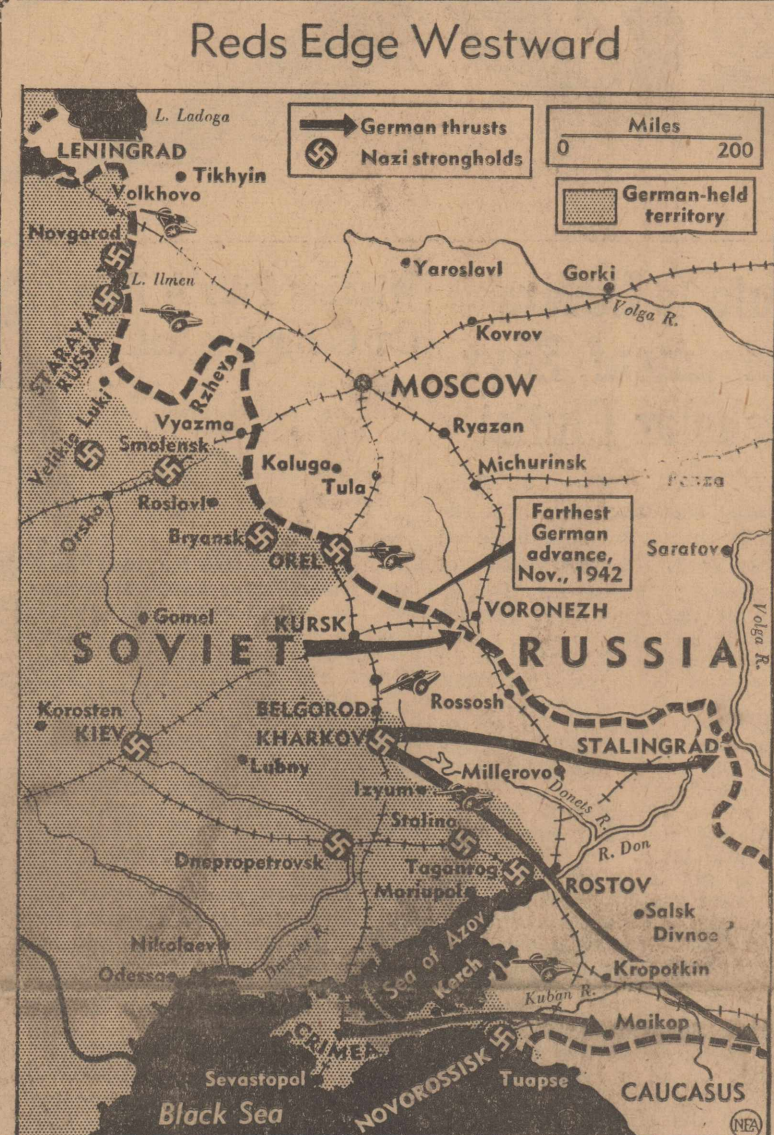 Reds Edge Westward
L. Ladoga
German thrusts
Nazi strongholds
Miles
0 200
LENINGRAD
Tikhyin
Volkhovo
German-held
territory
Novgorod
L. Ilmen
Yaroslavl
Gorki
Volga R.
STARAYA
RUSSA
Kovrov
Rzhev
MOSCOW
Velikie Luki
Vyazma
Ryazan
Smolensk
Kaluga
Michurinsk
Tula
Penza
Orsha
Roslovl
Farthest
German
advance,
Nov., 1942
Bryansk
OREL
Saratov
Gomel
KURSK
VORONEZH
Volga R.
SOVIET RUSSIA
Korosten
KIEV
BELGOROD
Rossosh
KHARKOV
STALINGRAD
Lubny
Millerovo
Izyum
Donets R.
Stalino
R. Don
Dnepropetrovsk
Taganrog
Mariupol
ROSTOV
Salsk
Divnoe
Nikolaev
Dnieper R.
Sea of Azov
Odessa
Kerch
Kropotkin
Kuban R.
CRIMEA
Maikop
Sevastopol
NOVOROSSISK
Tuapse
CAUCASUS
Black Sea
NEA